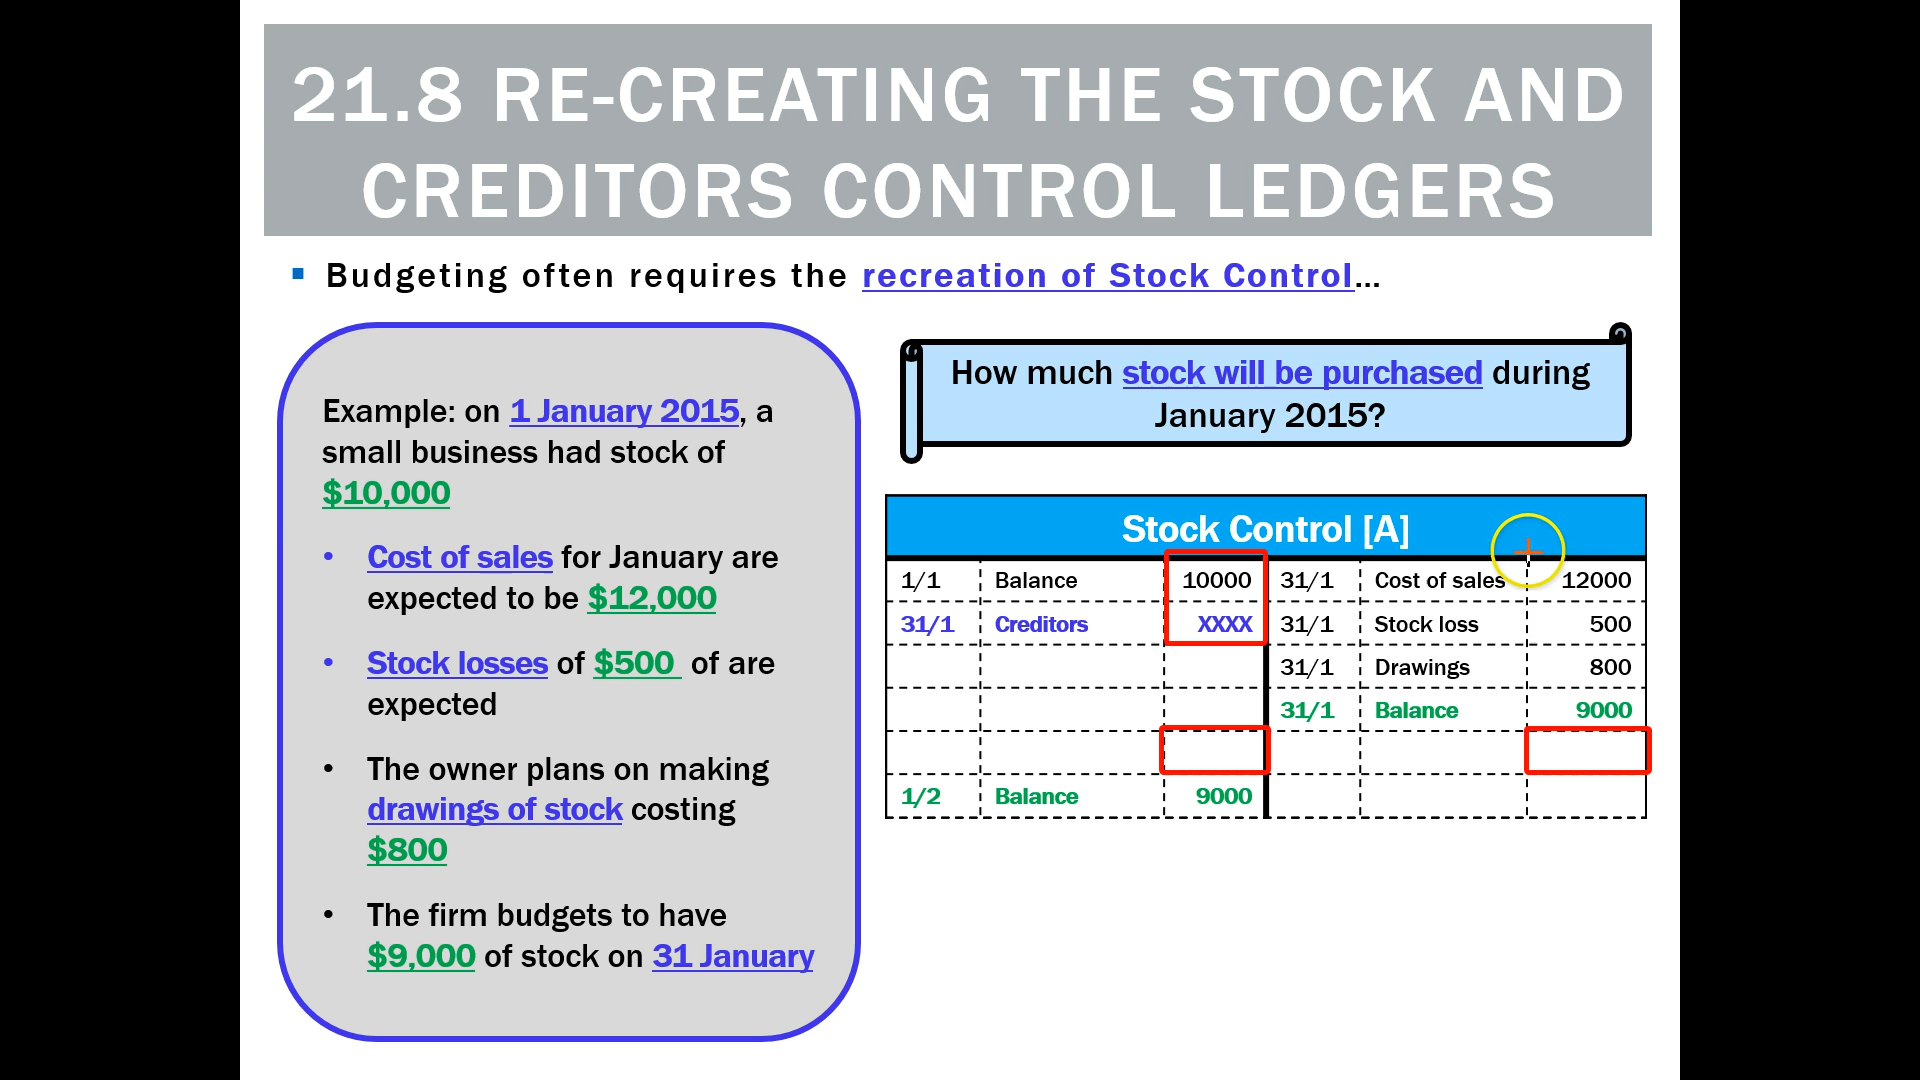 21.8 RE-CREATING THE STOCK AND
CREDITORS CONTROL LEDGERS
Budgeting often requires the recreation of Stock Control...
Example: on 1 January 2015, a
small business had stock of
$10,000
• Cost of sales for January are
expected to be $12,000
• Stock losses of $500 of are
expected
• The owner plans on making
drawings of stock costing
$800
• The firm budgets to have
$9,000 of stock on 31 January
How much stock will be purchased during
January 2015?
Stock Control [A]
1/1 Balance 10000 31/1 Cost of sales 12000
31/1 Creditors XXXX 31/1 Stock loss 500
31/1 Drawings 800
31/1 Balance 9000
1/2 Balance 9000